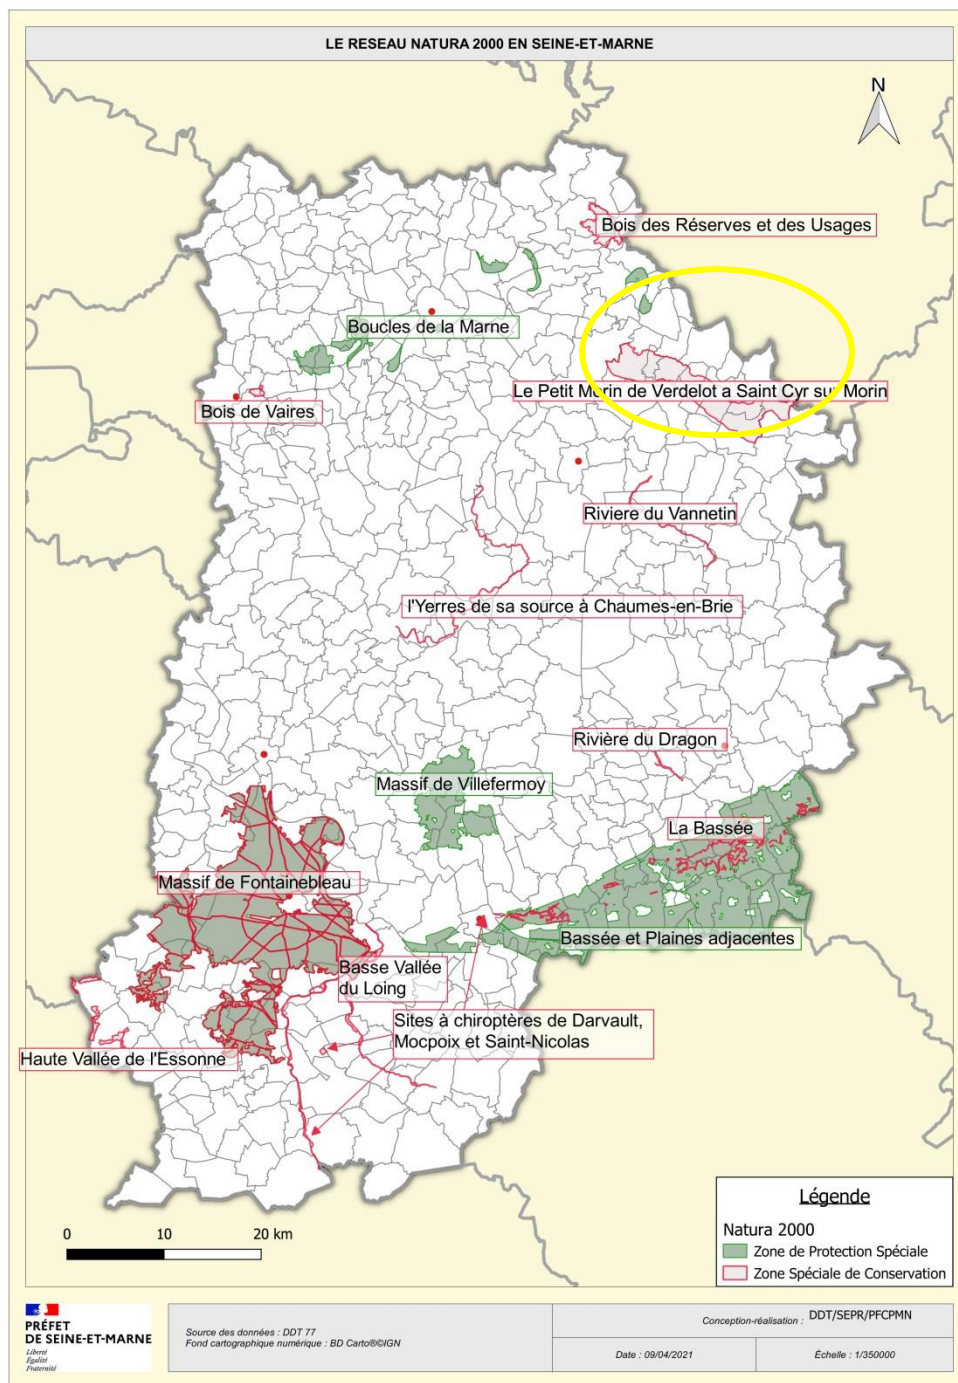 LE RESEAU NATURA 2000 EN SEINE-ET-MARNE
N
Bois des Réserves et des Usages
Boucles de la Marne
Le Petit Morin de Verdelot a Saint Cyr sur Morin
Bois de Vaires
Riviere du Vannetin
l'Yerres de sa source à Chaumes-en-Brie
Rivière du Dragon
Massif de Villefermoy
La Bassée
Massif de Fontainebleau
Bassée et Plaines adjacentes
Basse Vallée
du Loing
Sites à chiroptères de Darvault,
Mocpoix et Saint-Nicolas
Haute Vallée de l'Essonne
Légende
Natura 2000
Zone de Protection Spéciale
Zone Spéciale de Conservation
0 10 20 km
PRÉFET
DE SEINE-ET-MARNE
Liberté
Égalité
Fraternité
Source des données : DDT 77
Fond cartographique numérique : BD Carto®©IGN
Conception-réalisation : DDT/SEPR/PFCPMN
Date : 09/04/2021
Échelle : 1/350000